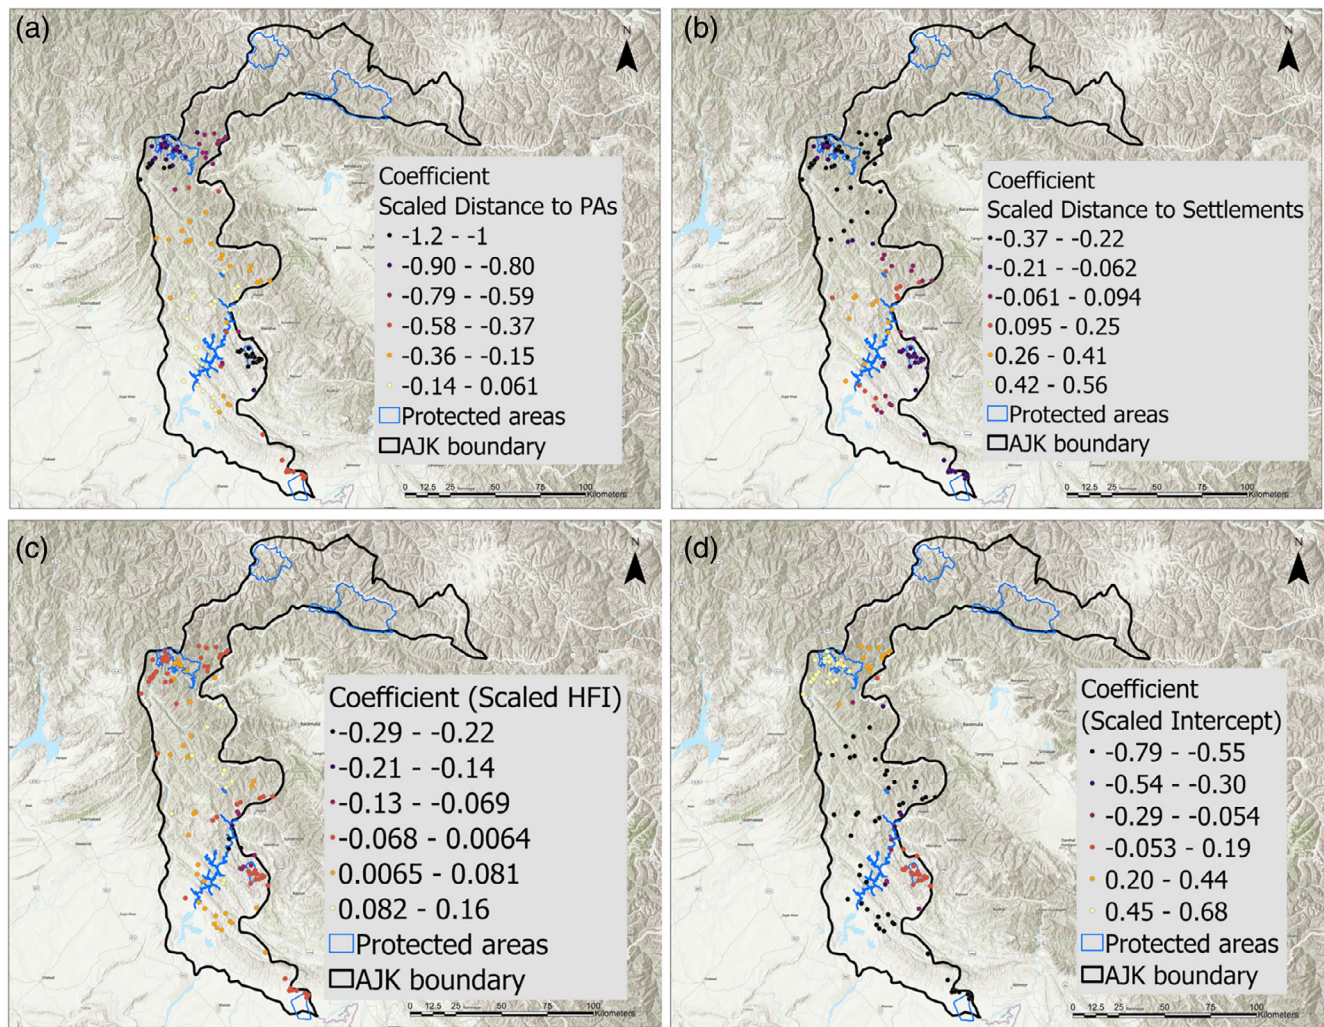 (a)
N
Baramulla
Islamabad
Coefficient
Scaled Distance to PAs
-1.2 - -1
-0.90 - -0.80
-0.79 - -0.59
-0.58 - -0.37
-0.36 - -0.15
-0.14 - 0.061
Protected areas
AJK boundary
0 12.5 25 50 75 100
Kilometers
(b)
N
Baramulla
Islamabad
Coefficient
Scaled Distance to Settlements
-0.37 - -0.22
-0.21 - -0.062
-0.061 - 0.094
0.095 - 0.25
0.26 - 0.41
0.42 - 0.56
Protected areas
AJK boundary
0 12.5 25 50 75 100
Kilometers
(c)
N
Baramulla
Islamabad
Coefficient (Scaled HFI)
-0.29 - -0.22
-0.21 - -0.14
-0.13 - -0.069
-0.068 - 0.0064
0.0065 - 0.081
0.082 - 0.16
Protected areas
AJK boundary
0 12.5 25 50 75 100
Kilometers
(d)
N
Baramulla
Islamabad
Coefficient
(Scaled Intercept)
-0.79 - -0.55
-0.54 - -0.30
-0.29 - -0.054
-0.053 - 0.19
0.20 - 0.44
0.45 - 0.68
Protected areas
AJK boundary
0 12.5 25 50 75 100
Kilometers